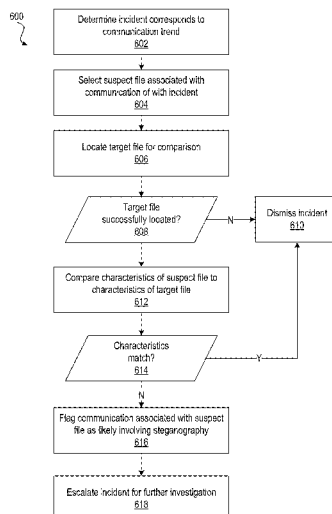 600
Determine incident corresponds to
communication trend
602
Select suspect file associated with
communication of with incident
604
Locate target file for comparison
606
Target file
successfully located?
608
N
Dismiss incident
610
Compare characteristics of suspect file to
characteristics of target file
612
Characteristics
match?
614
Y
N
Flag communication associated with suspect
file as likely involving steganography
616
Escalate incident for further investigation
618